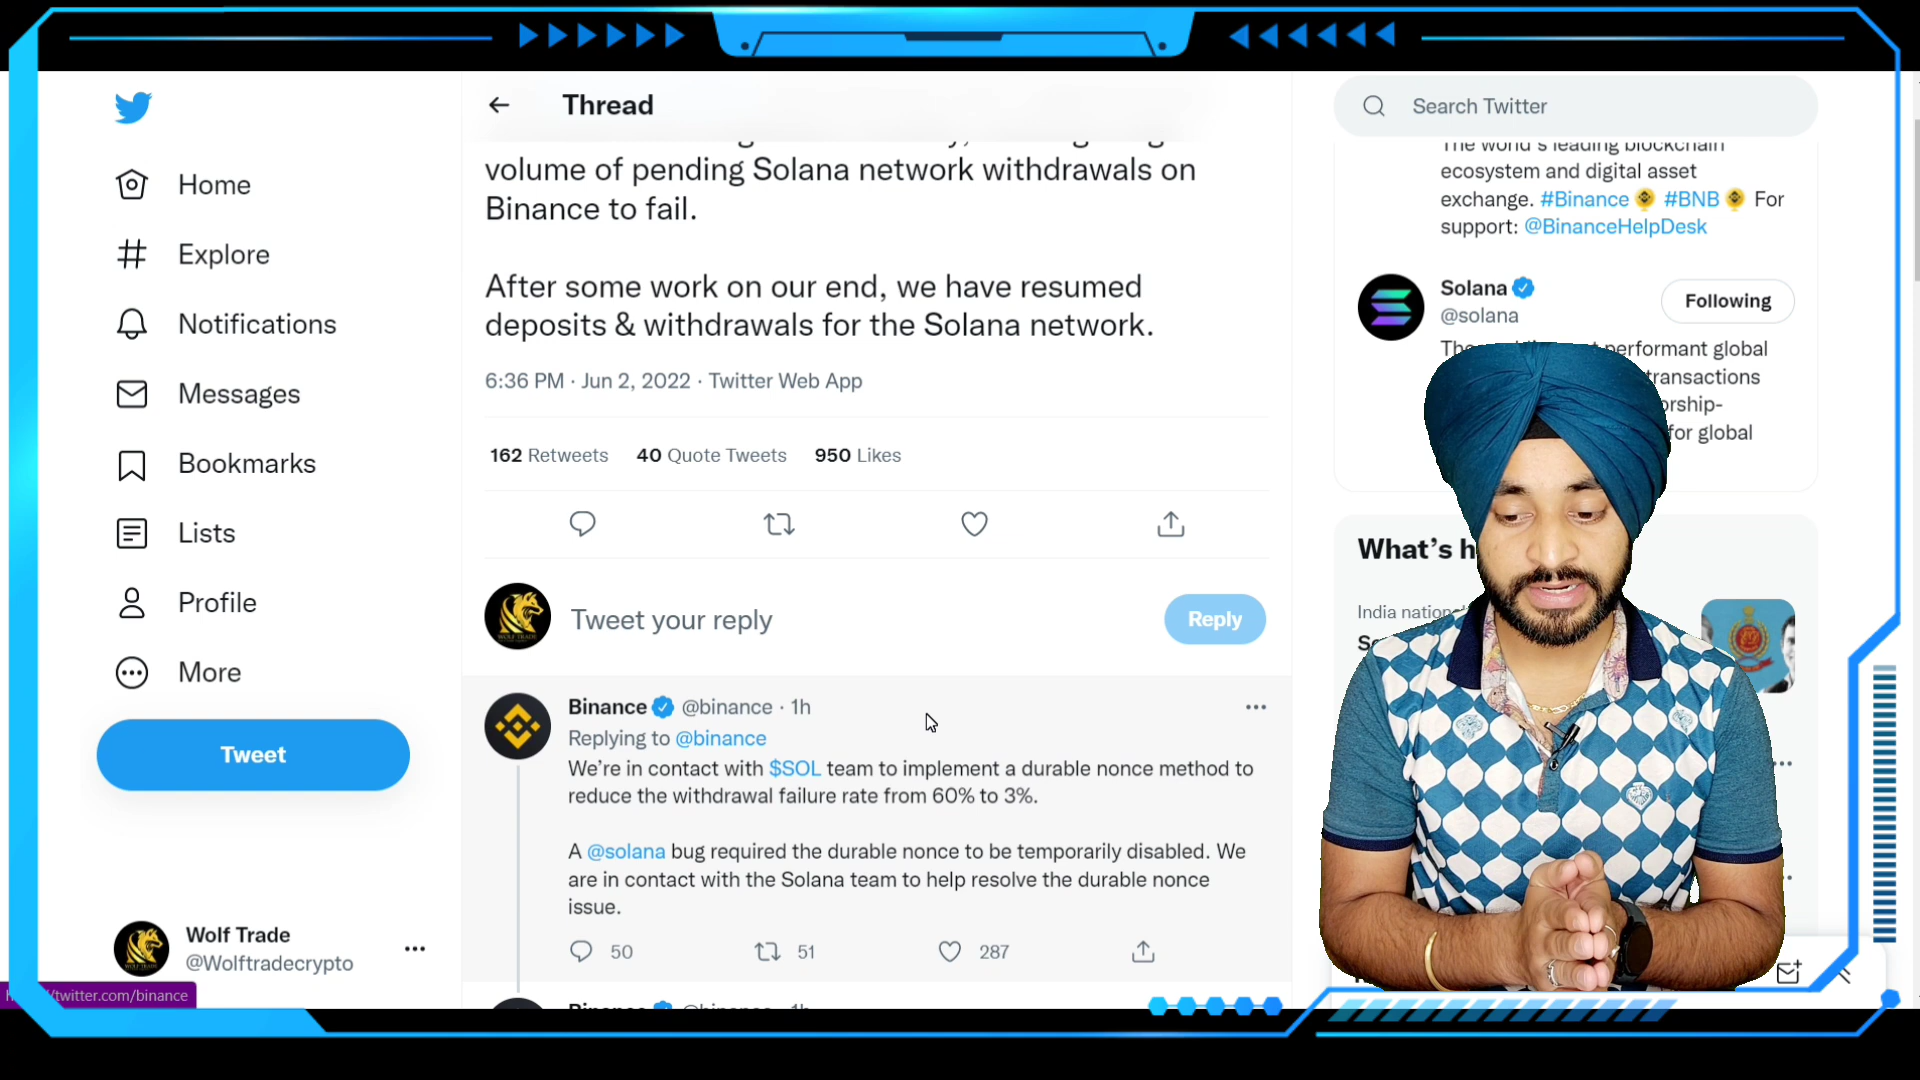 Thread
volume of pending Solana network withdrawals on
Binance to fail.
After some work on our end, we have resumed
deposits & withdrawals for the Solana network.
6:36 PM · Jun 2, 2022 · Twitter Web App
162 Retweets 40 Quote Tweets 950 Likes
Tweet your reply
Reply
Binance @binance · 1h
Replying to @binance
We're in contact with $SOL team to implement a durable nonce method to
reduce the withdrawal failure rate from 60% to 3%.
A @solana bug required the durable nonce to be temporarily disabled. We
are in contact with the Solana team to help resolve the durable nonce
issue.
50 51 287
Binance @binance · 1h
Home
Explore
Notifications
Messages
Bookmarks
Lists
Profile
More
Tweet
Wolf Trade
@Wolftradecrypto
twitter.com/binance
Search Twitter
The world's leading blockchain
ecosystem and digital asset
exchange. #Binance #BNB For
support: @BinanceHelpDesk
Solana
@solana
Following
performant global
transactions
for global
What's h
India